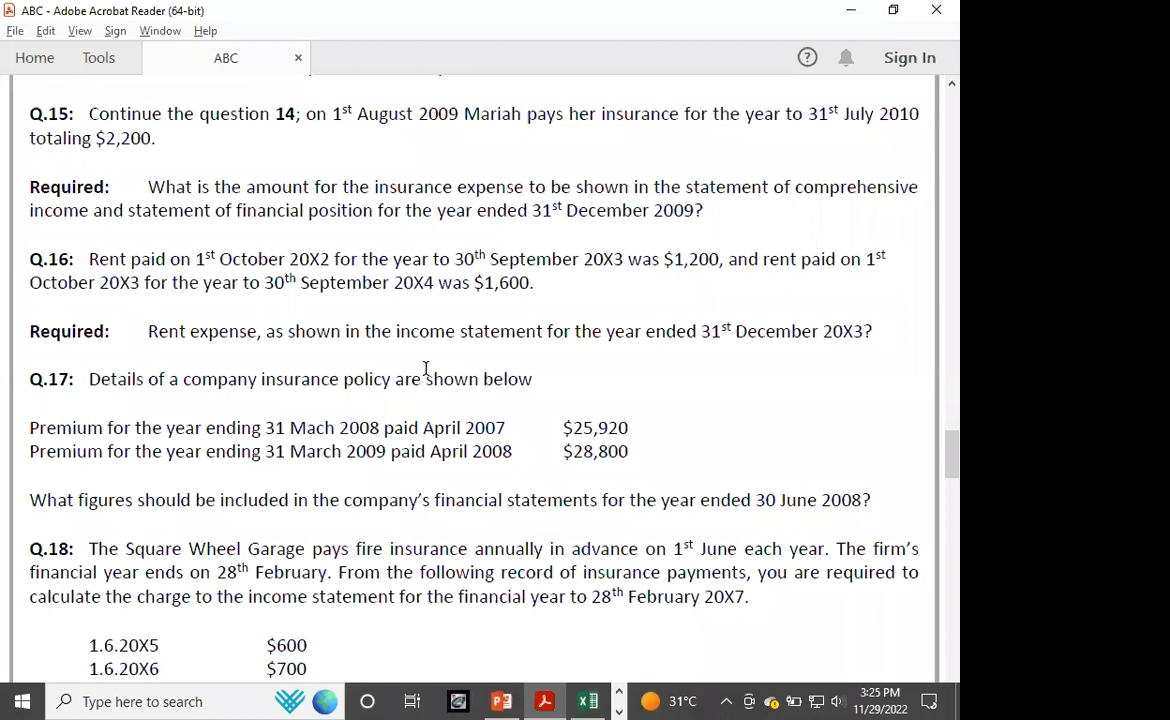 ABC - Adobe Acrobat Reader (64-bit)
File Edit View Sign Window Help
Home Tools ABC × ? Sign In
Q.15: Continue the question 14; on 1st August 2009 Mariah pays her insurance for the year to 31st July 2010
totaling $2,200.
Required: What is the amount for the insurance expense to be shown in the statement of comprehensive
income and statement of financial position for the year ended 31st December 2009?
Q.16: Rent paid on 1st October 20X2 for the year to 30th September 20X3 was $1,200, and rent paid on 1st
October 20X3 for the year to 30th September 20X4 was $1,600.
Required: Rent expense, as shown in the income statement for the year ended 31st December 20X3?
Q.17: Details of a company insurance policy are shown below
Premium for the year ending 31 Mach 2008 paid April 2007 $25,920
Premium for the year ending 31 March 2009 paid April 2008 $28,800
What figures should be included in the company's financial statements for the year ended 30 June 2008?
Q.18: The Square Wheel Garage pays fire insurance annually in advance on 1st June each year. The firm's
financial year ends on 28th February. From the following record of insurance payments, you are required to
calculate the charge to the income statement for the financial year to 28th February 20X7.
1.6.20X5 $600
1.6.20X6 $700
Type here to search 31°C 3:25 PM
11/29/2022